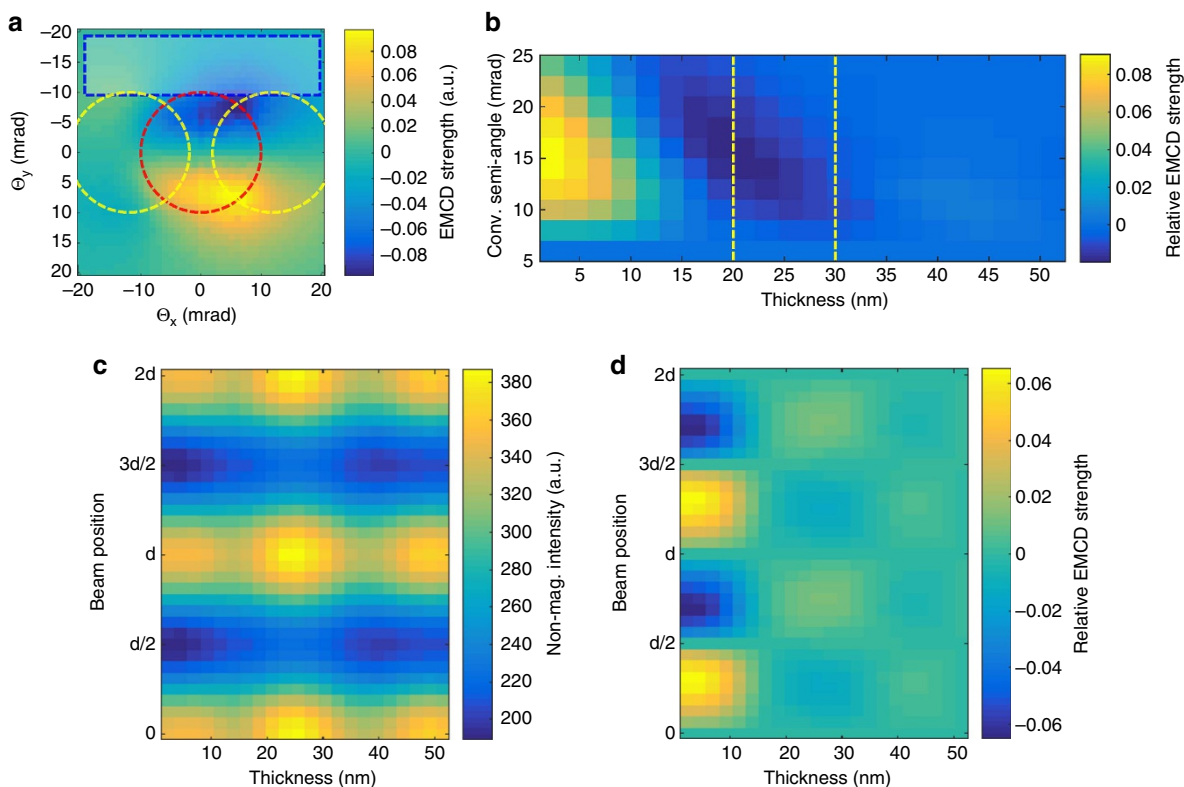 a
−20
−15
−10
−5
0
5
10
15
20
Θy (mrad)
−20 −10 0 10 20
Θx (mrad)
0.08
0.06
0.04
0.02
0
−0.02
−0.04
−0.06
−0.08
EMCD strength (a.u.)
b
25
20
15
10
5
Conv. semi-angle (mrad)
5 10 15 20 25 30 35 40 45 50
Thickness (nm)
0.08
0.06
0.04
0.02
0
Relative EMCD strength
c
2d
3d/2
d
d/2
0
Beam position
10 20 30 40 50
Thickness (nm)
380
360
340
320
300
280
260
240
220
200
Non-mag. intensity (a.u.)
d
2d
3d/2
d
d/2
0
Beam position
10 20 30 40 50
Thickness (nm)
0.06
0.04
0.02
0
−0.02
−0.04
−0.06
Relative EMCD strength